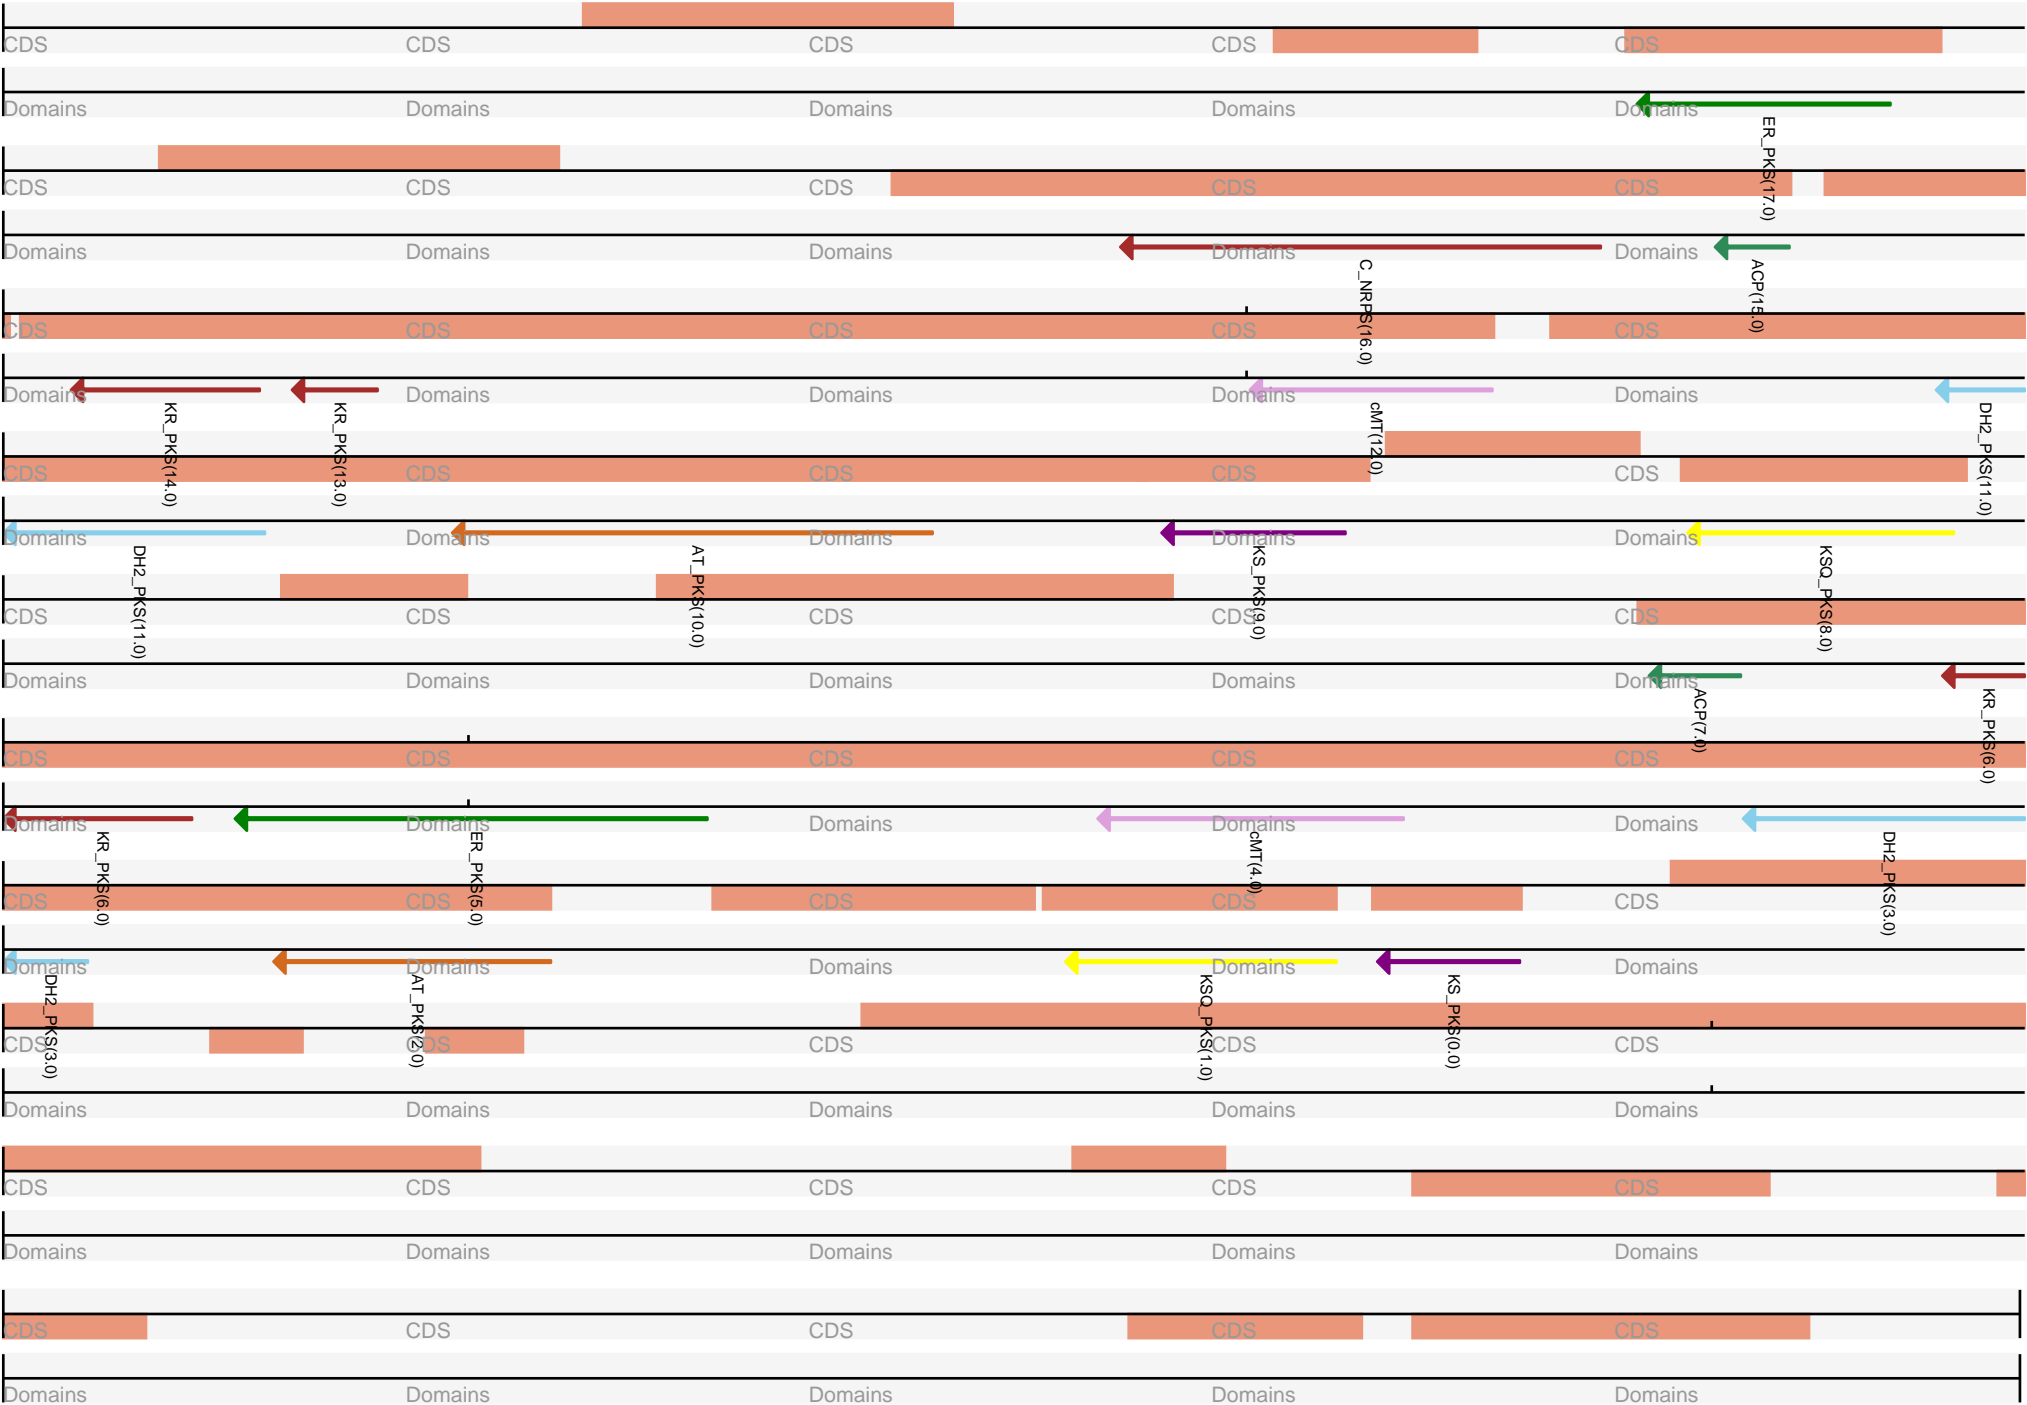 CDS CDS CDS CDS CDS
Domains Domains Domains Domains Domains
ER_PKS(17.0)
CDS CDS CDS CDS CDS
Domains Domains Domains Domains Domains
C_NRPS(16.0) ACP(15.0)
CDS CDS CDS CDS CDS
Domains Domains Domains Domains Domains
KR_PKS(14.0) KR_PKS(13.0) cMT(12.0) DH2_PKS(11.0)
CDS CDS CDS CDS CDS
Domains Domains Domains Domains Domains
DH2_PKS(11.0) AT_PKS(10.0) KS_PKS(9.0) KSQ_PKS(8.0)
CDS CDS CDS CDS CDS
Domains Domains Domains Domains Domains
ACP(7.0) KR_PKS(6.0)
CDS CDS CDS CDS CDS
Domains Domains Domains Domains Domains
KR_PKS(6.0) ER_PKS(5.0) cMT(4.0) DH2_PKS(3.0)
CDS CDS CDS CDS CDS
Domains Domains Domains Domains Domains
DH2_PKS(3.0) AT_PKS(2.0) KSQ_PKS(1.0) KS_PKS(0.0)
CDS CDS CDS CDS CDS
Domains Domains Domains Domains Domains
CDS CDS CDS CDS CDS
Domains Domains Domains Domains Domains
CDS CDS CDS CDS CDS
Domains Domains Domains Domains Domains